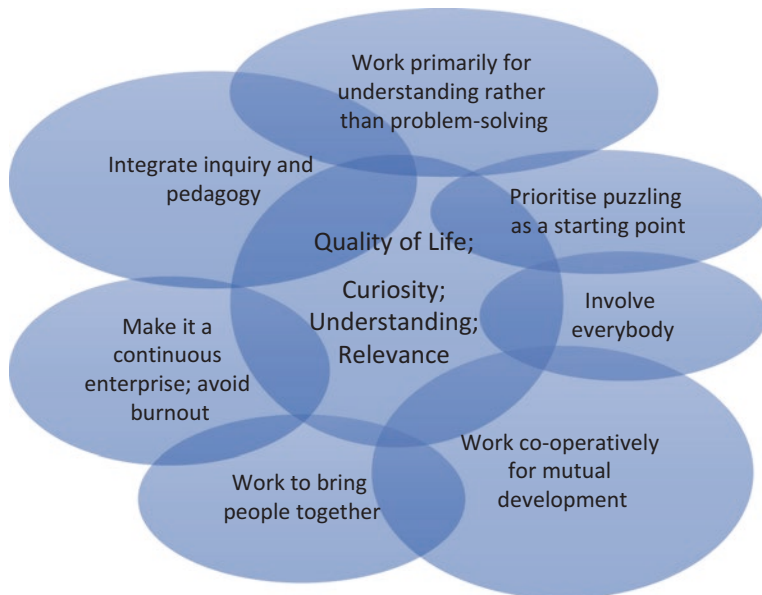 Work primarily for
understanding rather
than problem-solving
Prioritise puzzling
as a starting point
Involve
everybody
Work co-operatively
for mutual
development
Work to bring
people together
Make it a
continuous
enterprise; avoid
burnout
Integrate inquiry and
pedagogy
Quality of Life;
Curiosity;
Understanding;
Relevance